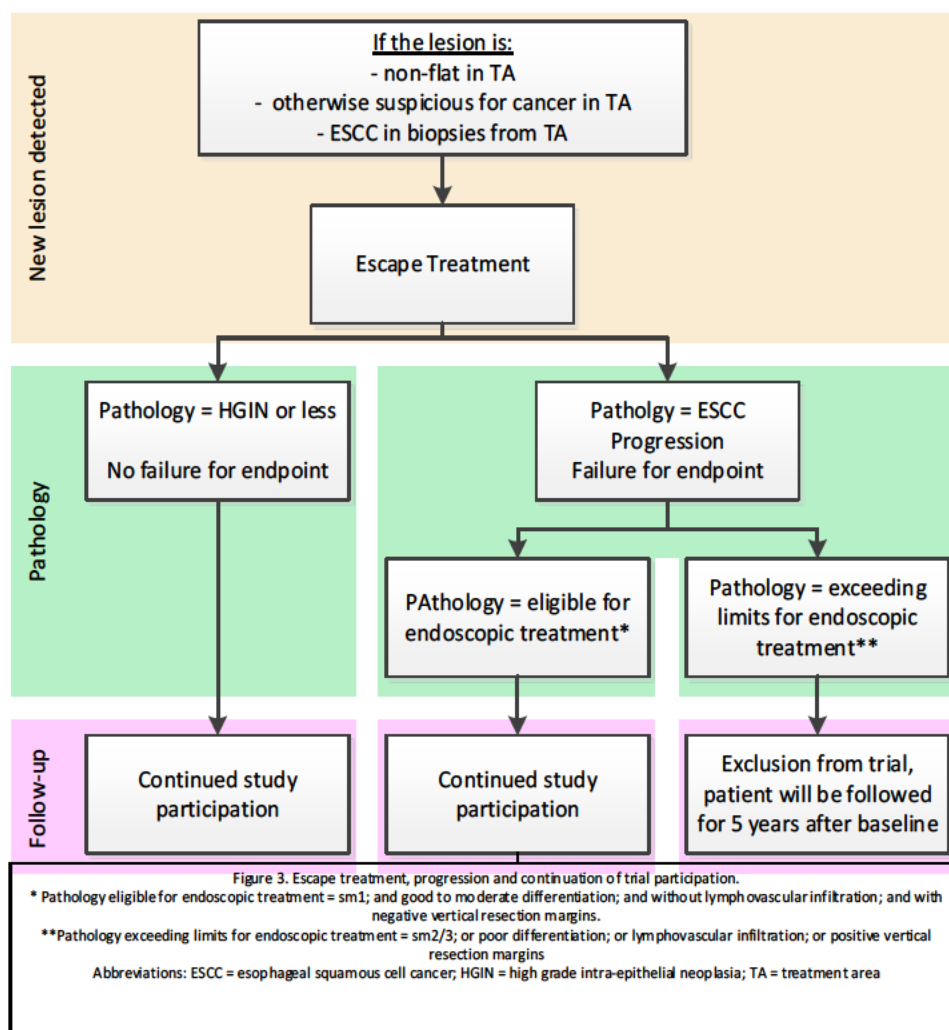 New lesion detected
If the lesion is:
- non-flat in TA
- otherwise suspicious for cancer in TA
- ESCC in biopsies from TA
Escape Treatment
Pathology
Pathology = HGIN or less
No failure for endpoint
Patholgy = ESCC
Progression
Failure for endpoint
PAthology = eligible for
endoscopic treatment*
Pathology = exceeding
limits for endoscopic
treatment**
Follow-up
Continued study
participation
Continued study
participation
Exclusion from trial,
patient will be followed
for 5 years after baseline
Figure 3. Escape treatment, progression and continuation of trial participation.
* Pathology eligible for endoscopic treatment = sm1; and good to moderate differentiation; and without lymphovascular infiltration; and with
negative vertical resection margins.
**Pathology exceeding limits for endoscopic treatment = sm2/3; or poor differentiation; or lymphovascular infiltration; or positive vertical
resection margins
Abbreviations: ESCC = esophageal squamous cell cancer; HGIN = high grade intra-epithelial neoplasia; TA = treatment area